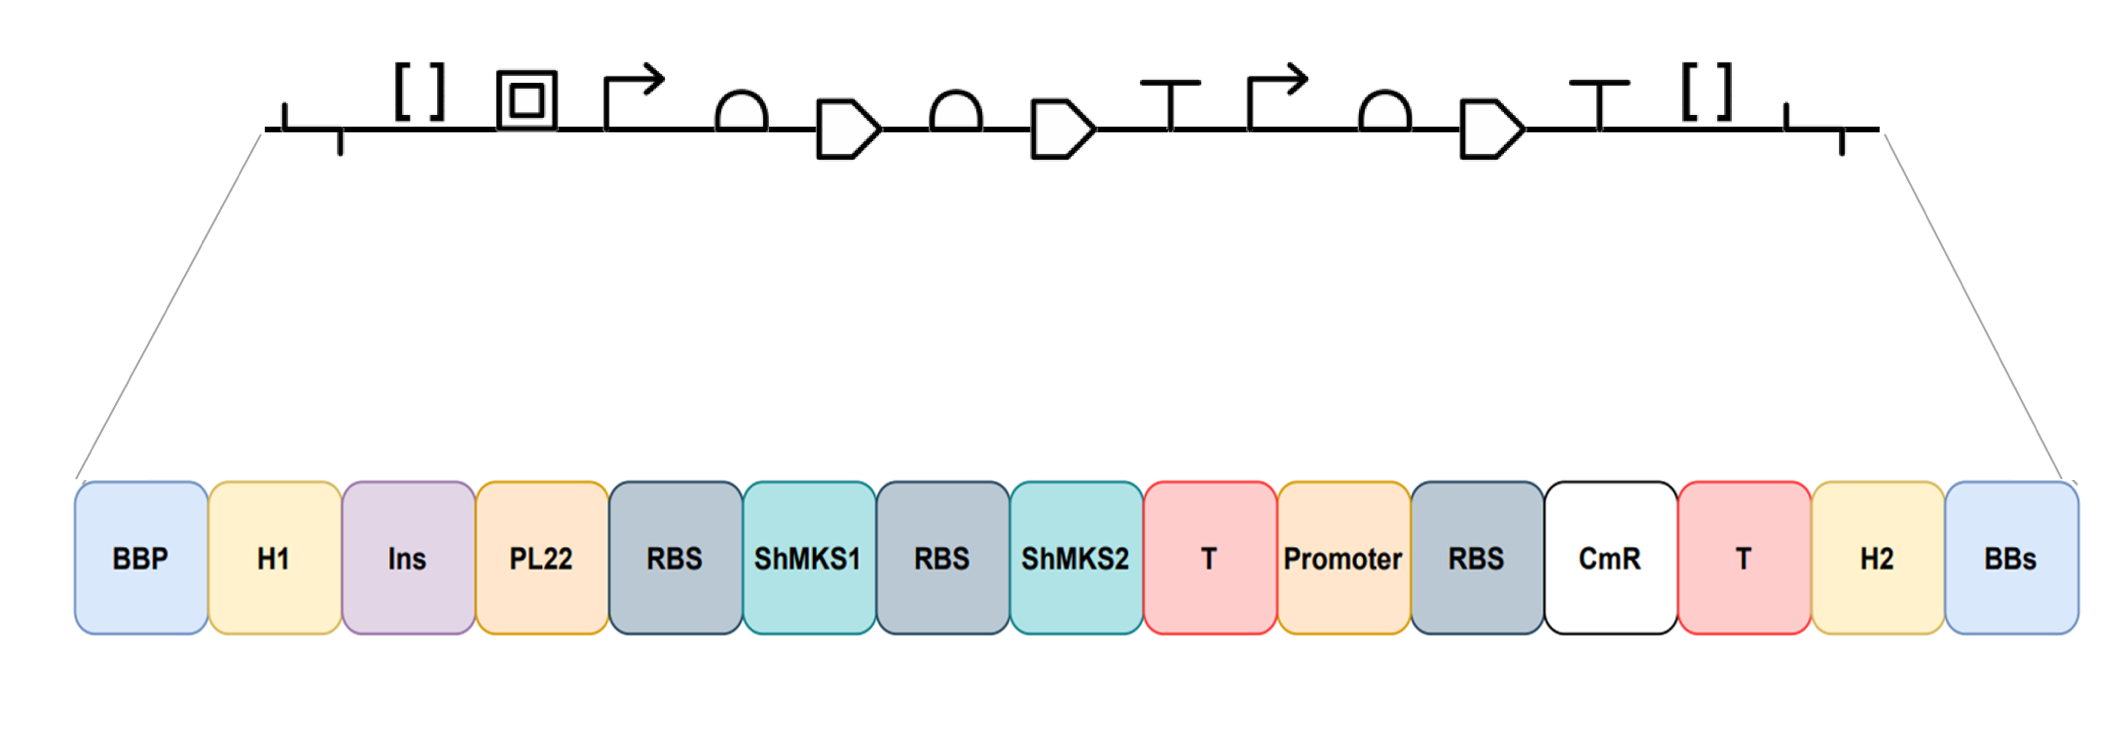 [ ]
[ ]
BBP H1 Ins PL22 RBS ShMKS1 RBS ShMKS2 T Promoter RBS CmR T H2 BBs